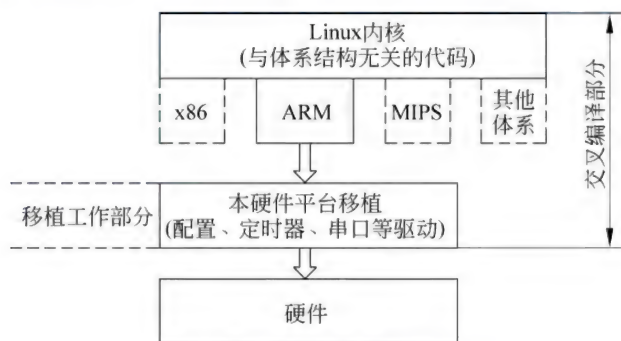 Linux内核
(与体系结构无关的代码)
x86
ARM
MIPS
其他
体系
交叉编译部分
移植工作部分
本硬件平台移植
(配置、定时器、串口等驱动)
硬件